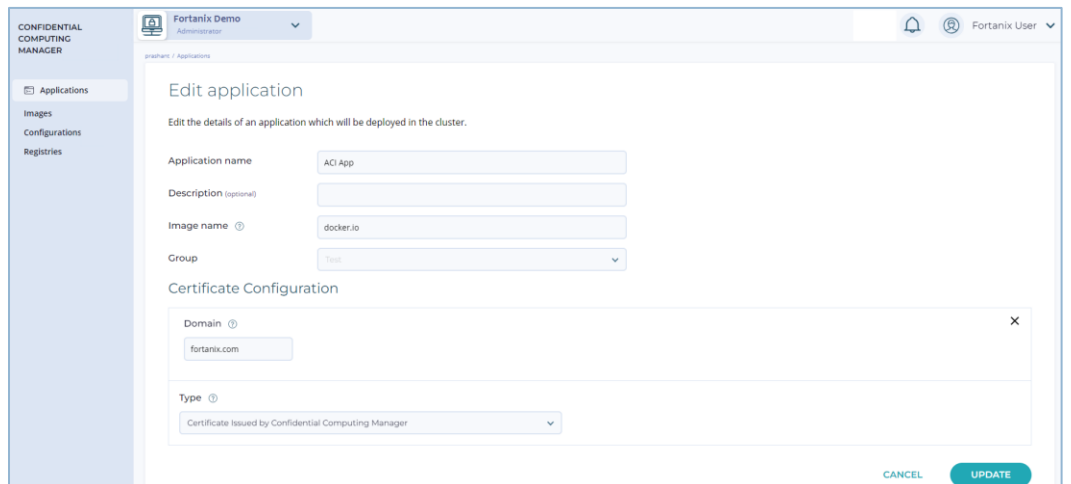 CONFIDENTIAL
COMPUTING
MANAGER
Applications
Images
Configurations
Registries
Fortanix Demo
Administrator
Fortanix User
prashant / Applications
Edit application
Edit the details of an application which will be deployed in the cluster.
Application name
ACI App
Description (optional)
Image name
docker.io
Group
Test
Certificate Configuration
Domain
fortanix.com
Type
Certificate Issued by Confidential Computing Manager
CANCEL
UPDATE